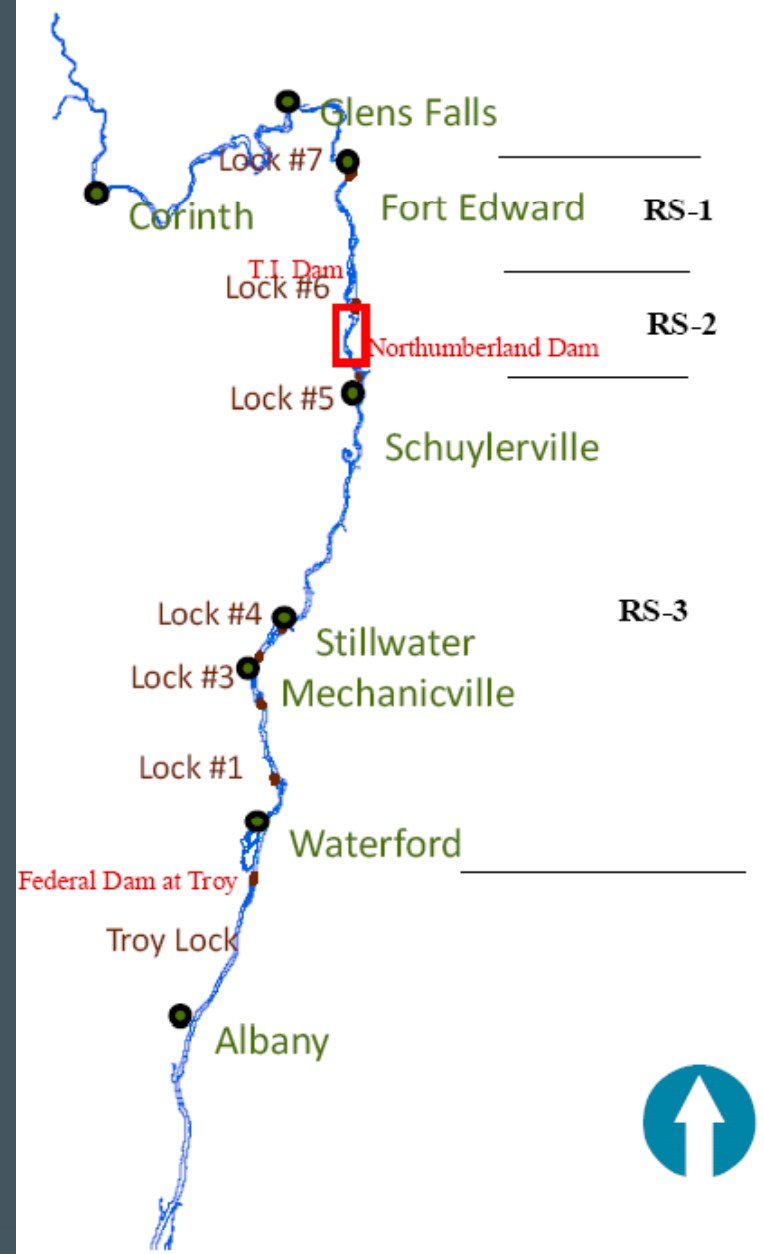 Glens Falls
Lock #7
Corinth
Fort Edward
RS-1
T.I. Dam
Lock #6
RS-2
Northumberland Dam
Lock #5
Schuylerville
RS-3
Lock #4
Stillwater
Lock #3
Mechanicville
Lock #1
Waterford
Federal Dam at Troy
Troy Lock
Albany